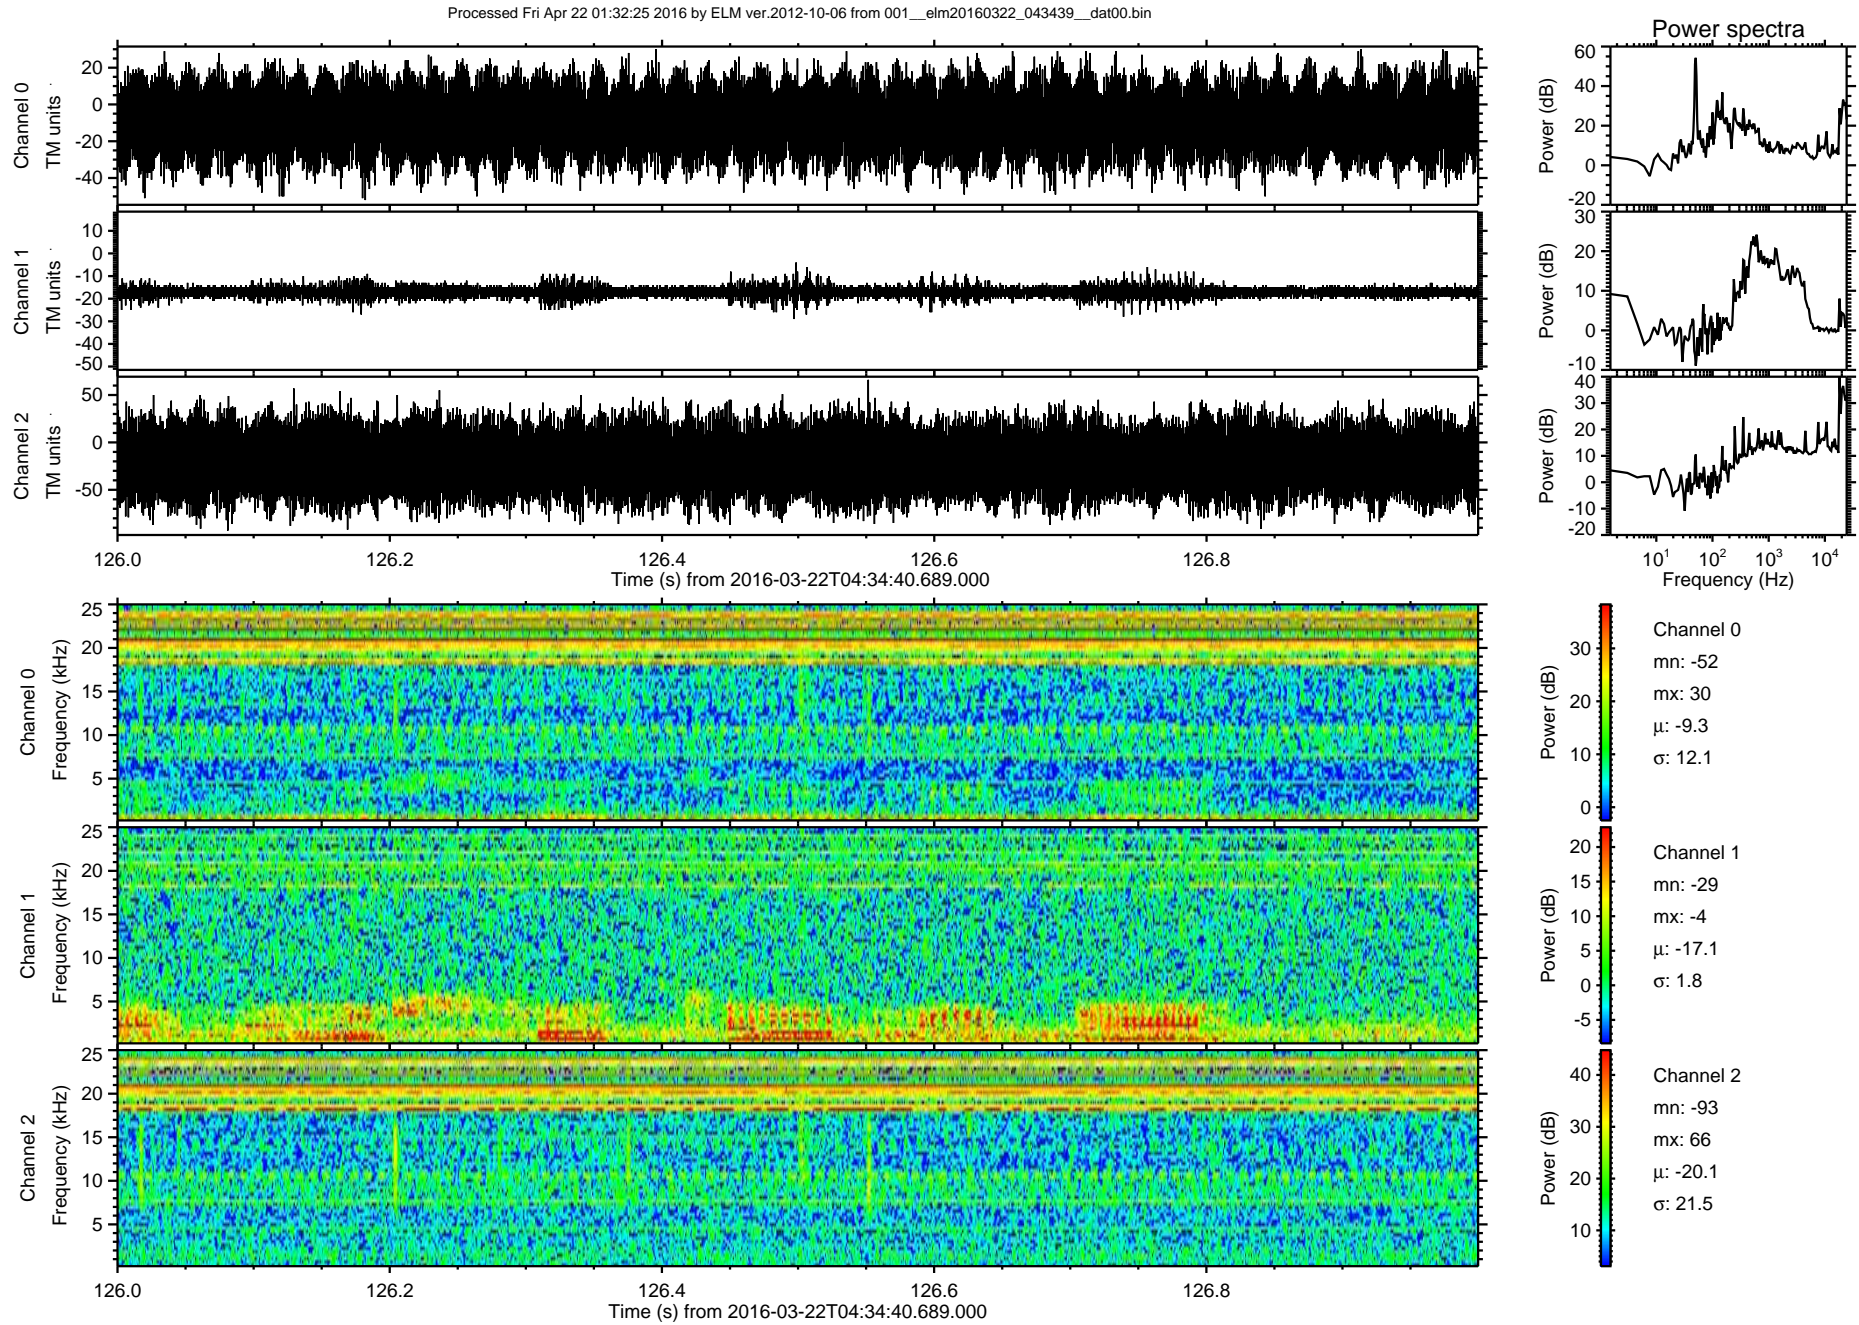 Processed Fri Apr 22 01:32:25 2016 by ELM ver.2012-10-06 from 001__elm20160322_043439__dat00.bin
Power spectra
Channel 0
TM units
20
0
-20
-40
Power (dB)
60
40
20
0
-20
Channel 1
TM units
10
0
-10
-20
-30
-40
-50
Power (dB)
30
20
10
0
-10
Channel 2
TM units
50
0
-50
Power (dB)
40
30
20
10
0
-10
-20
126.0 126.2 126.4 126.6 126.8
Time (s) from 2016-03-22T04:34:40.689.000
10¹ 10² 10³ 10⁴
Frequency (Hz)
Channel 0
Frequency (kHz)
25
20
15
10
5
Power (dB)
30
20
10
0
Channel 0
mn: -52
mx: 30
μ: -9.3
σ: 12.1
Channel 1
Frequency (kHz)
25
20
15
10
5
Power (dB)
20
15
10
5
0
-5
Channel 1
mn: -29
mx: -4
μ: -17.1
σ: 1.8
Channel 2
Frequency (kHz)
25
20
15
10
5
Power (dB)
40
30
20
10
Channel 2
mn: -93
mx: 66
μ: -20.1
σ: 21.5
126.0 126.2 126.4 126.6 126.8
Time (s) from 2016-03-22T04:34:40.689.000